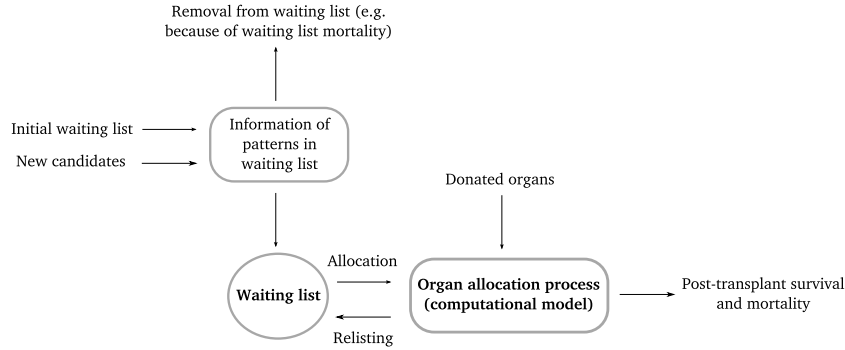 Removal from waiting list (e.g.
because of waiting list mortality)
Initial waiting list
New candidates
Information of
patterns in
waiting list
Donated organs
Waiting list
Allocation
Relisting
Organ allocation process
(computational model)
Post-transplant survival
and mortality